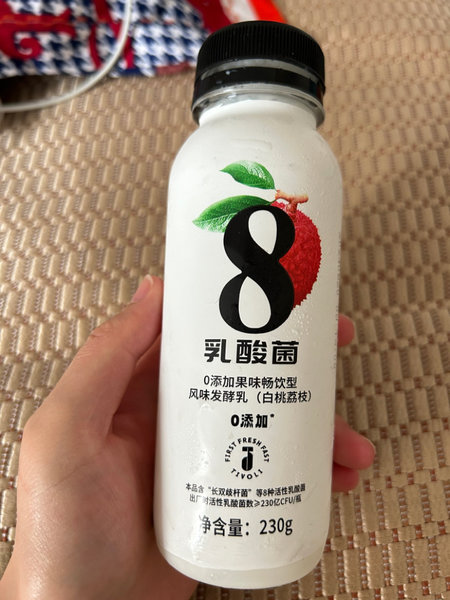 8
乳酸菌
0添加果味畅饮型
风味发酵乳（白桃荔枝）
0添加*
FIRST FRESH FAST
TIVOLI
本品含“长双歧杆菌”等8种活性乳酸菌
出厂时活性乳酸菌数≥230亿CFU/瓶
净含量：230g